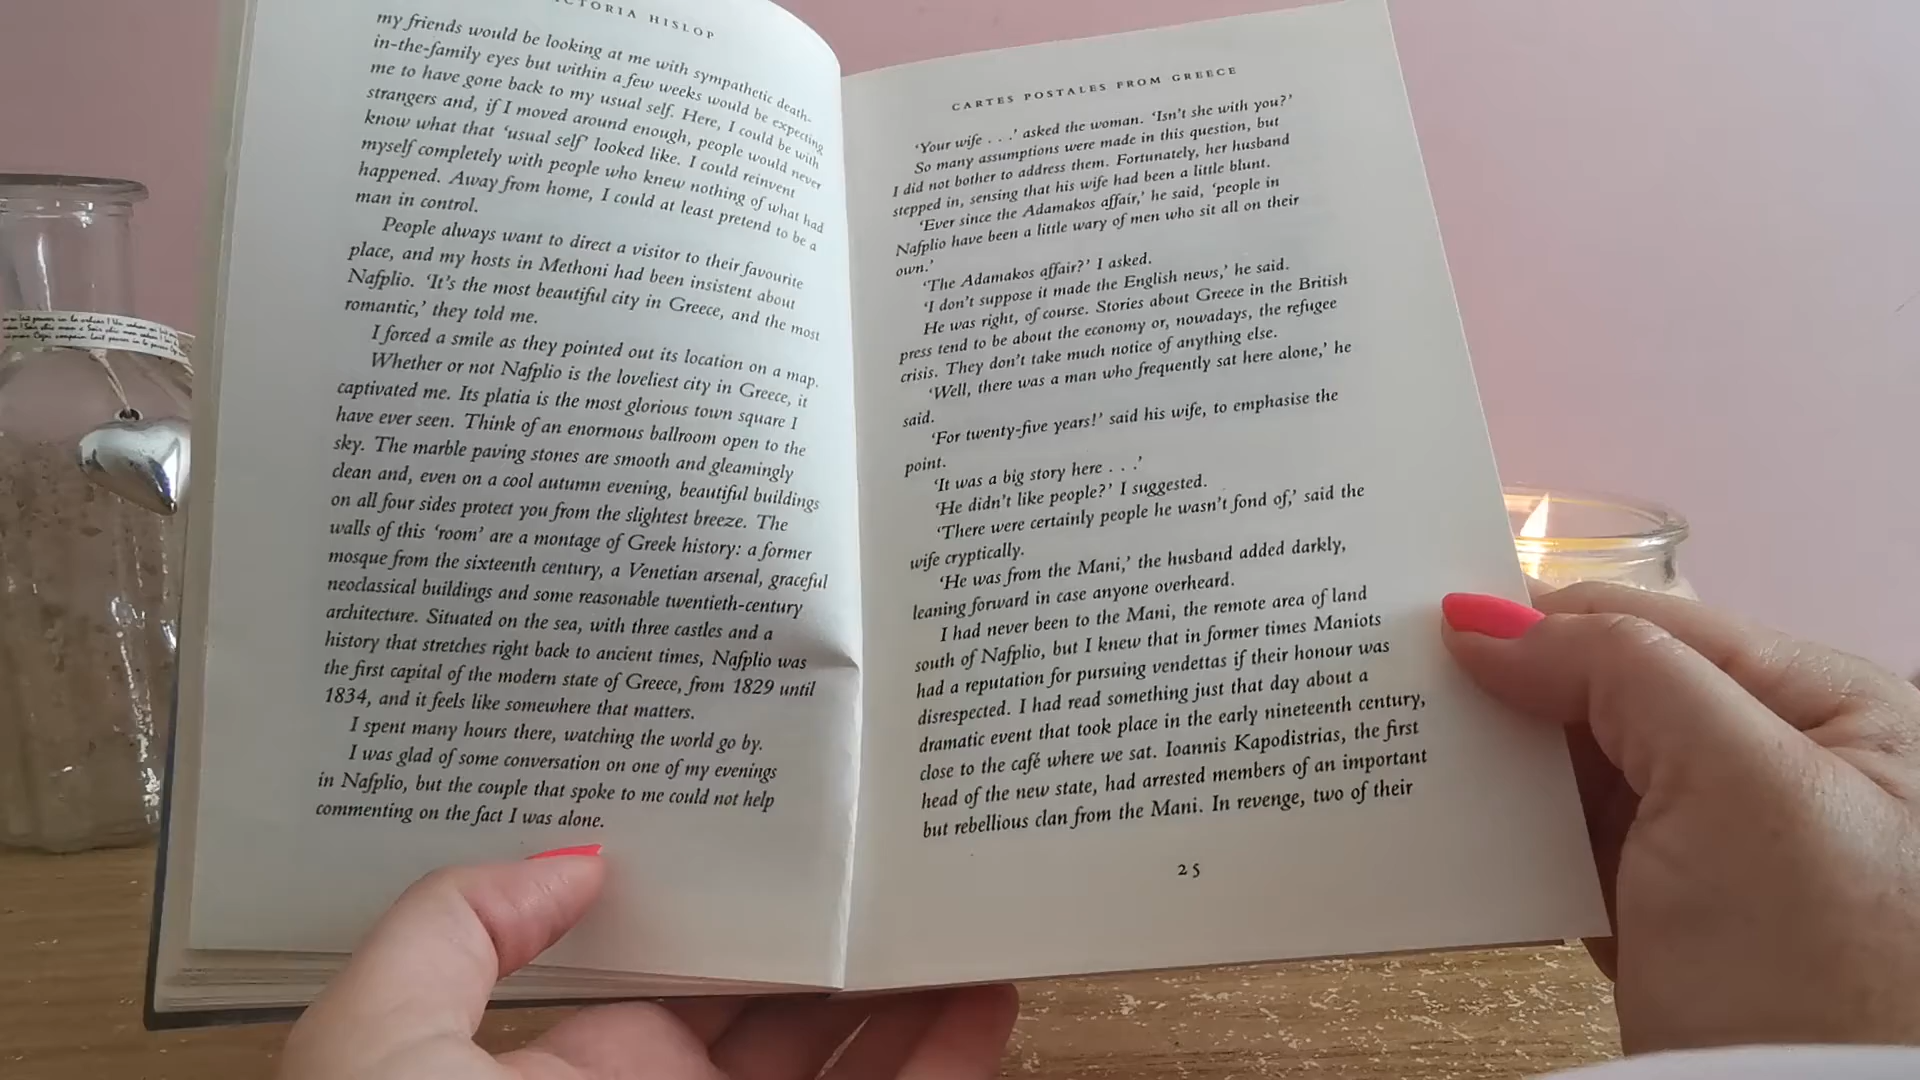 VICTORIA HISLOP
my friends would be looking at me with sympathetic death-
in-the-family eyes but within a few weeks would be expecting
me to have gone back to my usual self. Here, I could be with
strangers and, if I moved around enough, people would never
know what that ‘usual self’ looked like. I could reinvent
myself completely with people who knew nothing of what had
happened. Away from home, I could at least pretend to be a
man in control.
People always want to direct a visitor to their favourite
place, and my hosts in Methoni had been insistent about
Nafplio. ‘It’s the most beautiful city in Greece, and the most
romantic,’ they told me.
I forced a smile as they pointed out its location on a map.
Whether or not Nafplio is the loveliest city in Greece, it
captivated me. Its platia is the most glorious town square I
have ever seen. Think of an enormous ballroom open to the
sky. The marble paving stones are smooth and gleamingly
clean and, even on a cool autumn evening, beautiful buildings
on all four sides protect you from the slightest breeze. The
walls of this ‘room’ are a montage of Greek history: a former
mosque from the sixteenth century, a Venetian arsenal, graceful
neoclassical buildings and some reasonable twentieth-century
architecture. Situated on the sea, with three castles and a
history that stretches right back to ancient times, Nafplio was
the first capital of the modern state of Greece, from 1829 until
1834, and it feels like somewhere that matters.
I spent many hours there, watching the world go by.
I was glad of some conversation on one of my evenings
in Nafplio, but the couple that spoke to me could not help
commenting on the fact I was alone.
CARTES POSTALES FROM GREECE
‘Your wife . . .’ asked the woman. ‘Isn’t she with you?’
So many assumptions were made in this question, but
I did not bother to address them. Fortunately, her husband
stepped in, sensing that his wife had been a little blunt.
‘Ever since the Adamakos affair,’ he said, ‘people in
Nafplio have been a little wary of men who sit all on their
own.’
‘The Adamakos affair?’ I asked.
‘I don’t suppose it made the English news,’ he said.
He was right, of course. Stories about Greece in the British
press tend to be about the economy or, nowadays, the refugee
crisis. They don’t take much notice of anything else.
‘Well, there was a man who frequently sat here alone,’ he
said.
‘For twenty-five years!’ said his wife, to emphasise the
point.
‘It was a big story here . . .’
‘He didn’t like people?’ I suggested.
‘There were certainly people he wasn’t fond of,’ said the
wife cryptically.
‘He was from the Mani,’ the husband added darkly,
leaning forward in case anyone overheard.
I had never been to the Mani, the remote area of land
south of Nafplio, but I knew that in former times Maniots
had a reputation for pursuing vendettas if their honour was
disrespected. I had read something just that day about a
dramatic event that took place in the early nineteenth century,
close to the café where we sat. Ioannis Kapodistrias, the first
head of the new state, had arrested members of an important
but rebellious clan from the Mani. In revenge, two of their
25